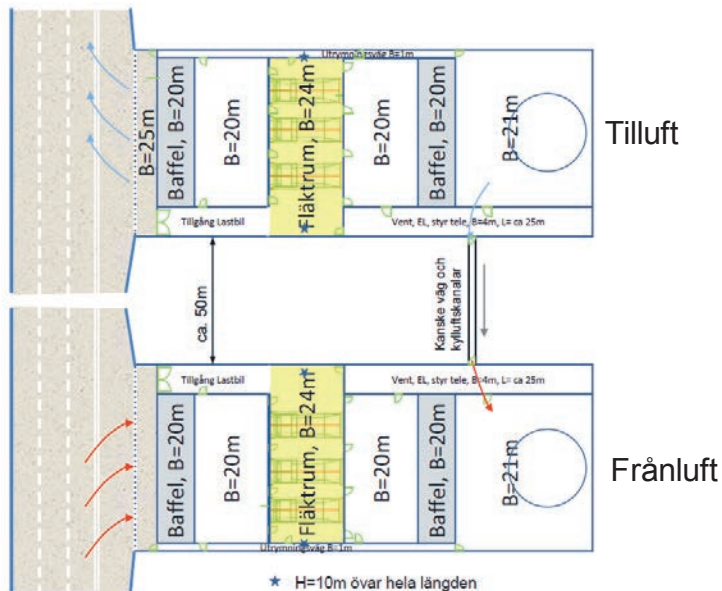 Utrymningsväg B=1m
B=25m
Baffel, B=20m
B=20m
Fläktrum, B=24m
B=20m
Baffel, B=20m
B=21m
Tilluft
Tillgång Lastbil
Vent, EL, styr tele, B=4m, L= ca 25m
ca. 50m
Kanske väg och
kylluftskanalar
Tillgång Lastbil
Vent, EL, styr tele, B=4m, L= ca 25m
Baffel, B=20m
B=20m
Fläktrum, B=24m
B=20m
Baffel, B=20m
B=21m
Frånluft
Utrymningsväg B=1m
H=10m övar hela längden